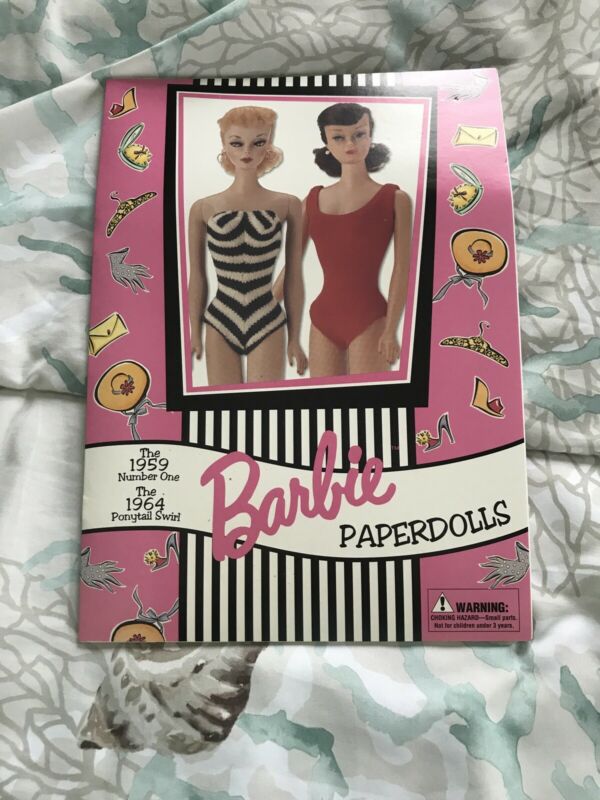 The
1959
Number One
The
1964
Ponytail Swirl
Barbie™
PAPERDOLLS
WARNING:
CHOKING HAZARD—Small parts.
Not for children under 3 years.